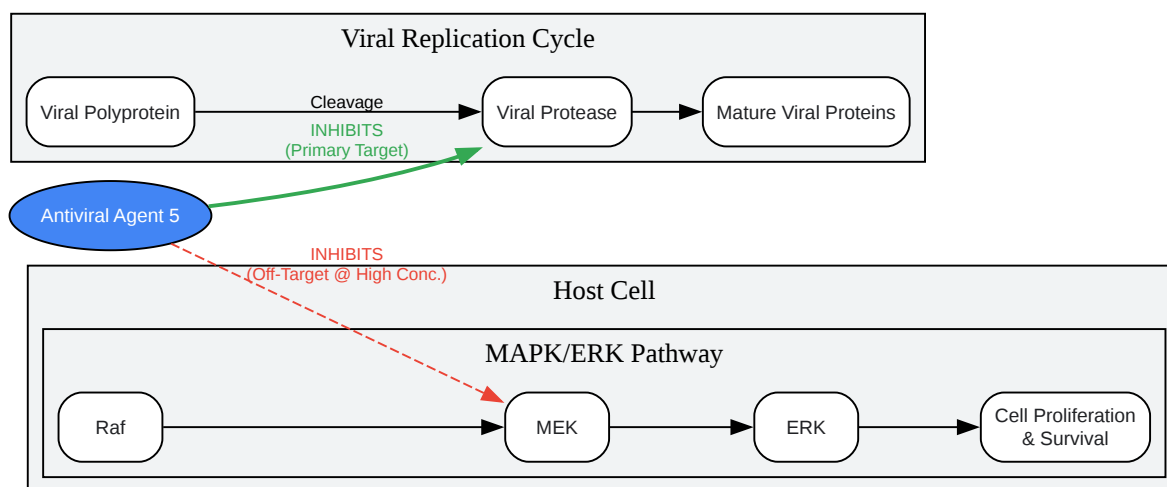 Viral Replication Cycle
Viral Polyprotein
Cleavage
Viral Protease
Mature Viral Proteins
INHIBITS
(Primary Target)
Antiviral Agent 5
INHIBITS
(Off-Target @ High Conc.)
Host Cell
MAPK/ERK Pathway
Raf
MEK
ERK
Cell Proliferation
& Survival